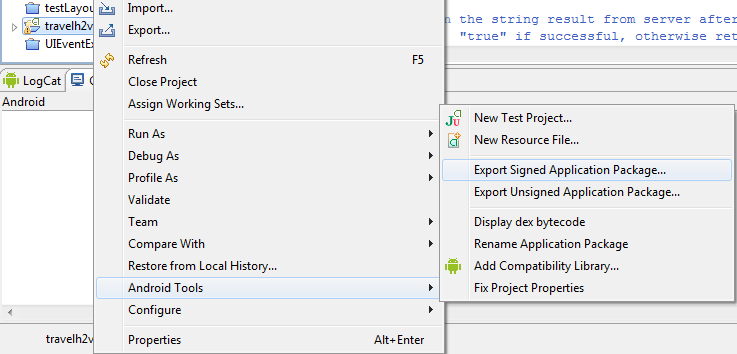 testLayou
travelh2v
UIEventEx
LogCat
Android
Import...
Export...
Refresh F5
Close Project
Assign Working Sets...
Run As
Debug As
Profile As
Validate
Team
Compare With
Restore from Local History...
Android Tools
Configure
Properties Alt+Enter
n the string result from server after
"true" if successful, otherwise ret
New Test Project...
New Resource File...
Export Signed Application Package...
Export Unsigned Application Package...
Display dex bytecode
Rename Application Package
Add Compatibility Library...
Fix Project Properties
travelh2v